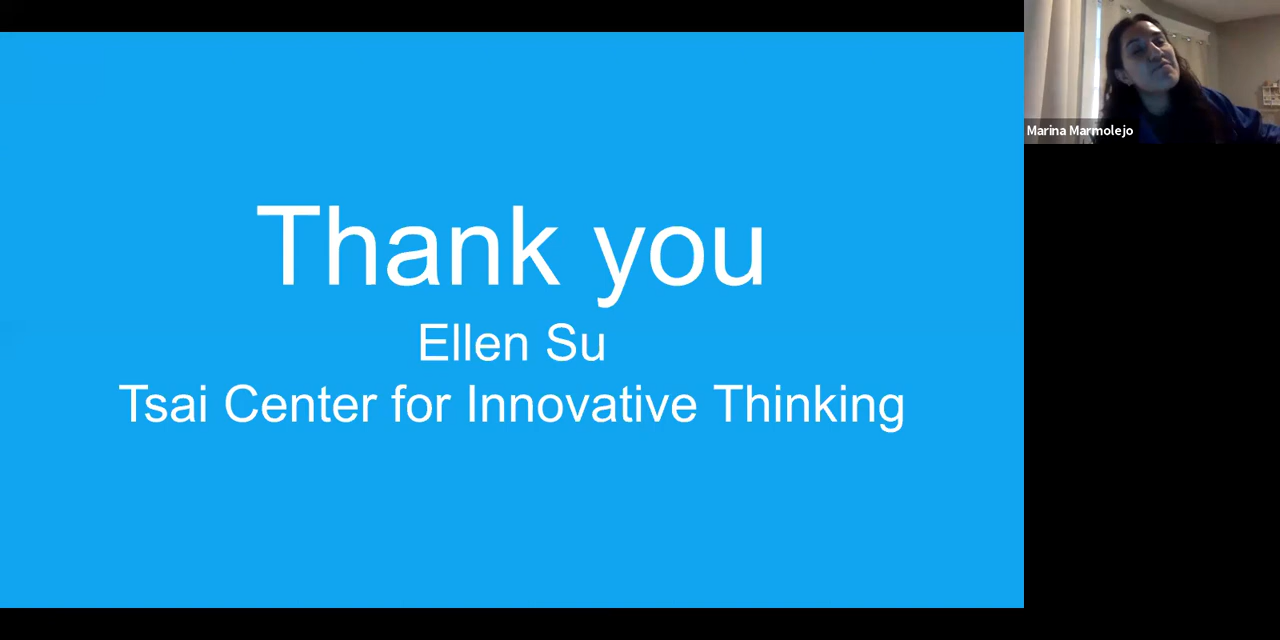 Thank you
Ellen Su
Tsai Center for Innovative Thinking
Marina Marmolejo